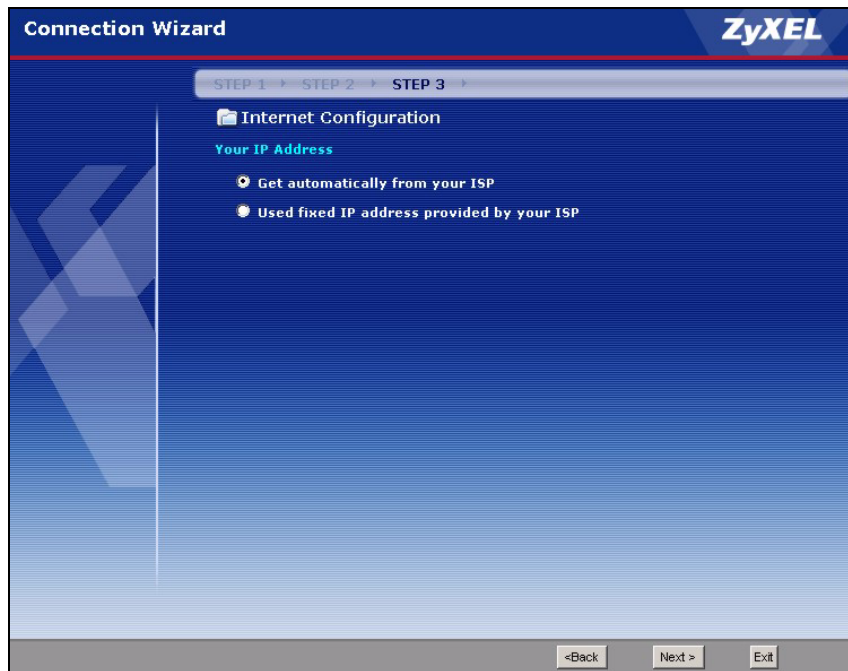 Connection Wizard
ZyXEL
STEP 1 STEP 2 STEP 3
Internet Configuration
Your IP Address
Get automatically from your ISP
Used fixed IP address provided by your ISP
<Back Next > Exit